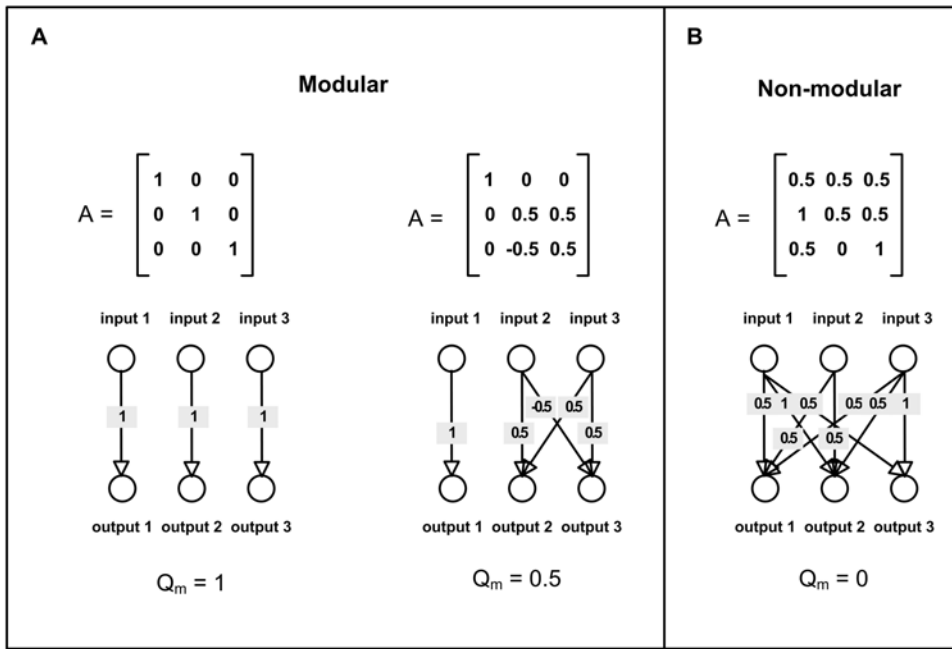 A
Modular
A =
1 0 0
0 1 0
0 0 1
input 1 input 2 input 3
1 1 1
output 1 output 2 output 3
Qm = 1
A =
1 0 0
0 0.5 0.5
0 -0.5 0.5
input 1 input 2 input 3
-0.5 0.5
1 0.5 0.5
output 1 output 2 output 3
Qm = 0.5
B
Non-modular
A =
0.5 0.5 0.5
1 0.5 0.5
0.5 0 1
input 1 input 2 input 3
0.5 1 0.5 0.5 0.5 1
0.5 0.5
output 1 output 2 output 3
Qm = 0